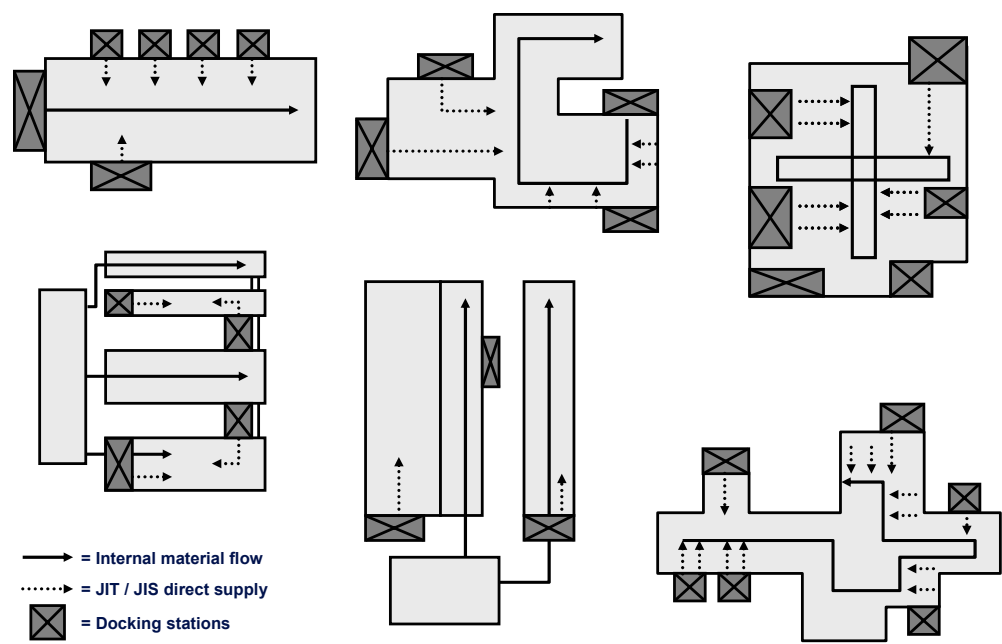 = Internal material flow
= JIT / JIS direct supply
= Docking stations